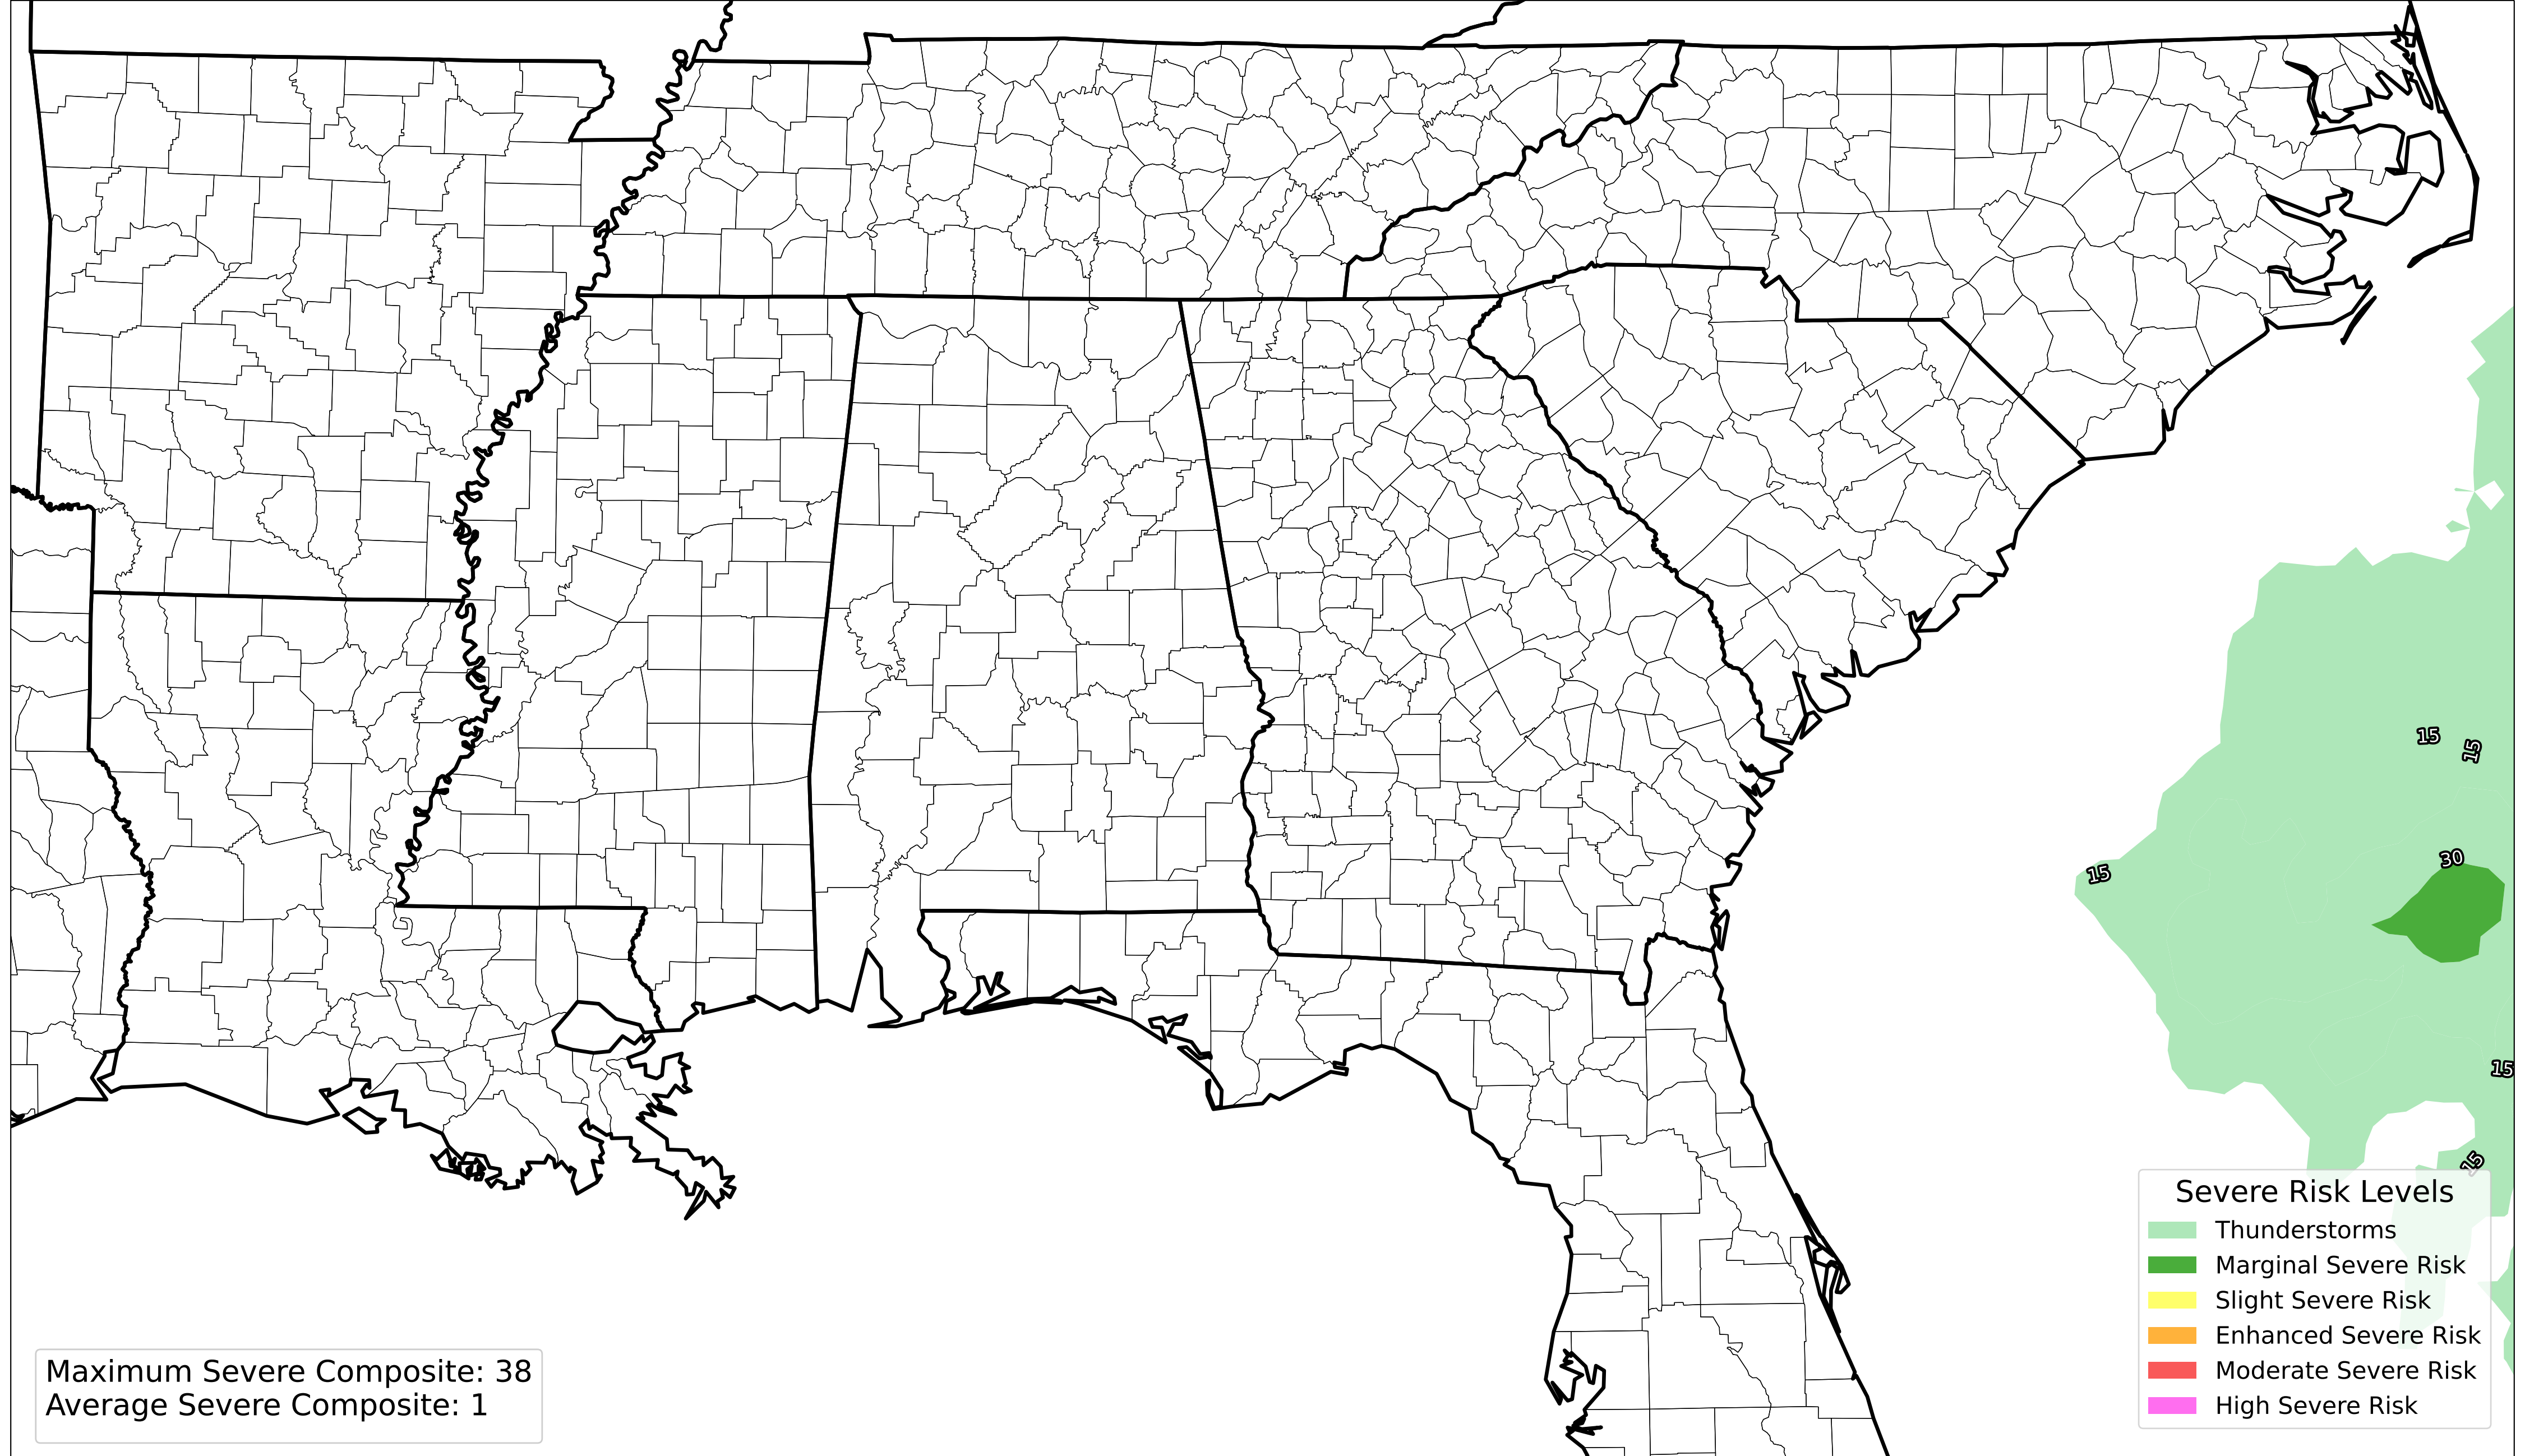 15
15
30
15
15
15
Severe Risk Levels
Thunderstorms
Marginal Severe Risk
Slight Severe Risk
Enhanced Severe Risk
Moderate Severe Risk
High Severe Risk
Maximum Severe Composite: 38
Average Severe Composite: 1